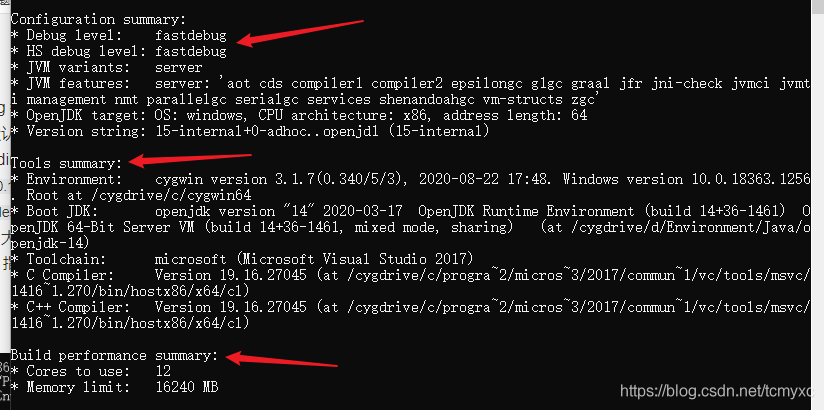 Configuration summary:
* Debug level:    fastdebug
* HS debug level: fastdebug
* JVM variants:   server
* JVM features:   server: 'aot cds compiler1 compiler2 epsilongc g1gc graal jfr jni-check jvmci jvmt
i management nmt parallelgc serialgc services shenandoahgc vm-structs zgc'
* OpenJDK target: OS: windows, CPU architecture: x86, address length: 64
* Version string: 15-internal+0-adhoc..openjdl (15-internal)
Tools summary:
* Environment:    cygwin version 3.1.7(0.340/5/3), 2020-08-22 17:48. Windows version 10.0.18363.1256
. Root at /cygdrive/c/cygwin64
* Boot JDK:       openjdk version "14" 2020-03-17  OpenJDK Runtime Environment (build 14+36-1461)  O
penJDK 64-Bit Server VM (build 14+36-1461, mixed mode, sharing)   (at /cygdrive/d/Environment/Java/o
penjdk-14)
* Toolchain:      microsoft (Microsoft Visual Studio 2017)
* C Compiler:     Version 19.16.27045 (at /cygdrive/c/progra~2/micros~3/2017/commun~1/vc/tools/msvc/
1416~1.270/bin/hostx86/x64/cl)
* C++ Compiler:   Version 19.16.27045 (at /cygdrive/c/progra~2/micros~3/2017/commun~1/vc/tools/msvc/
1416~1.270/bin/hostx86/x64/cl)
Build performance summary:
* Cores to use:   12
* Memory limit:   16240 MB
https://blog.csdn.net/tcmyxc